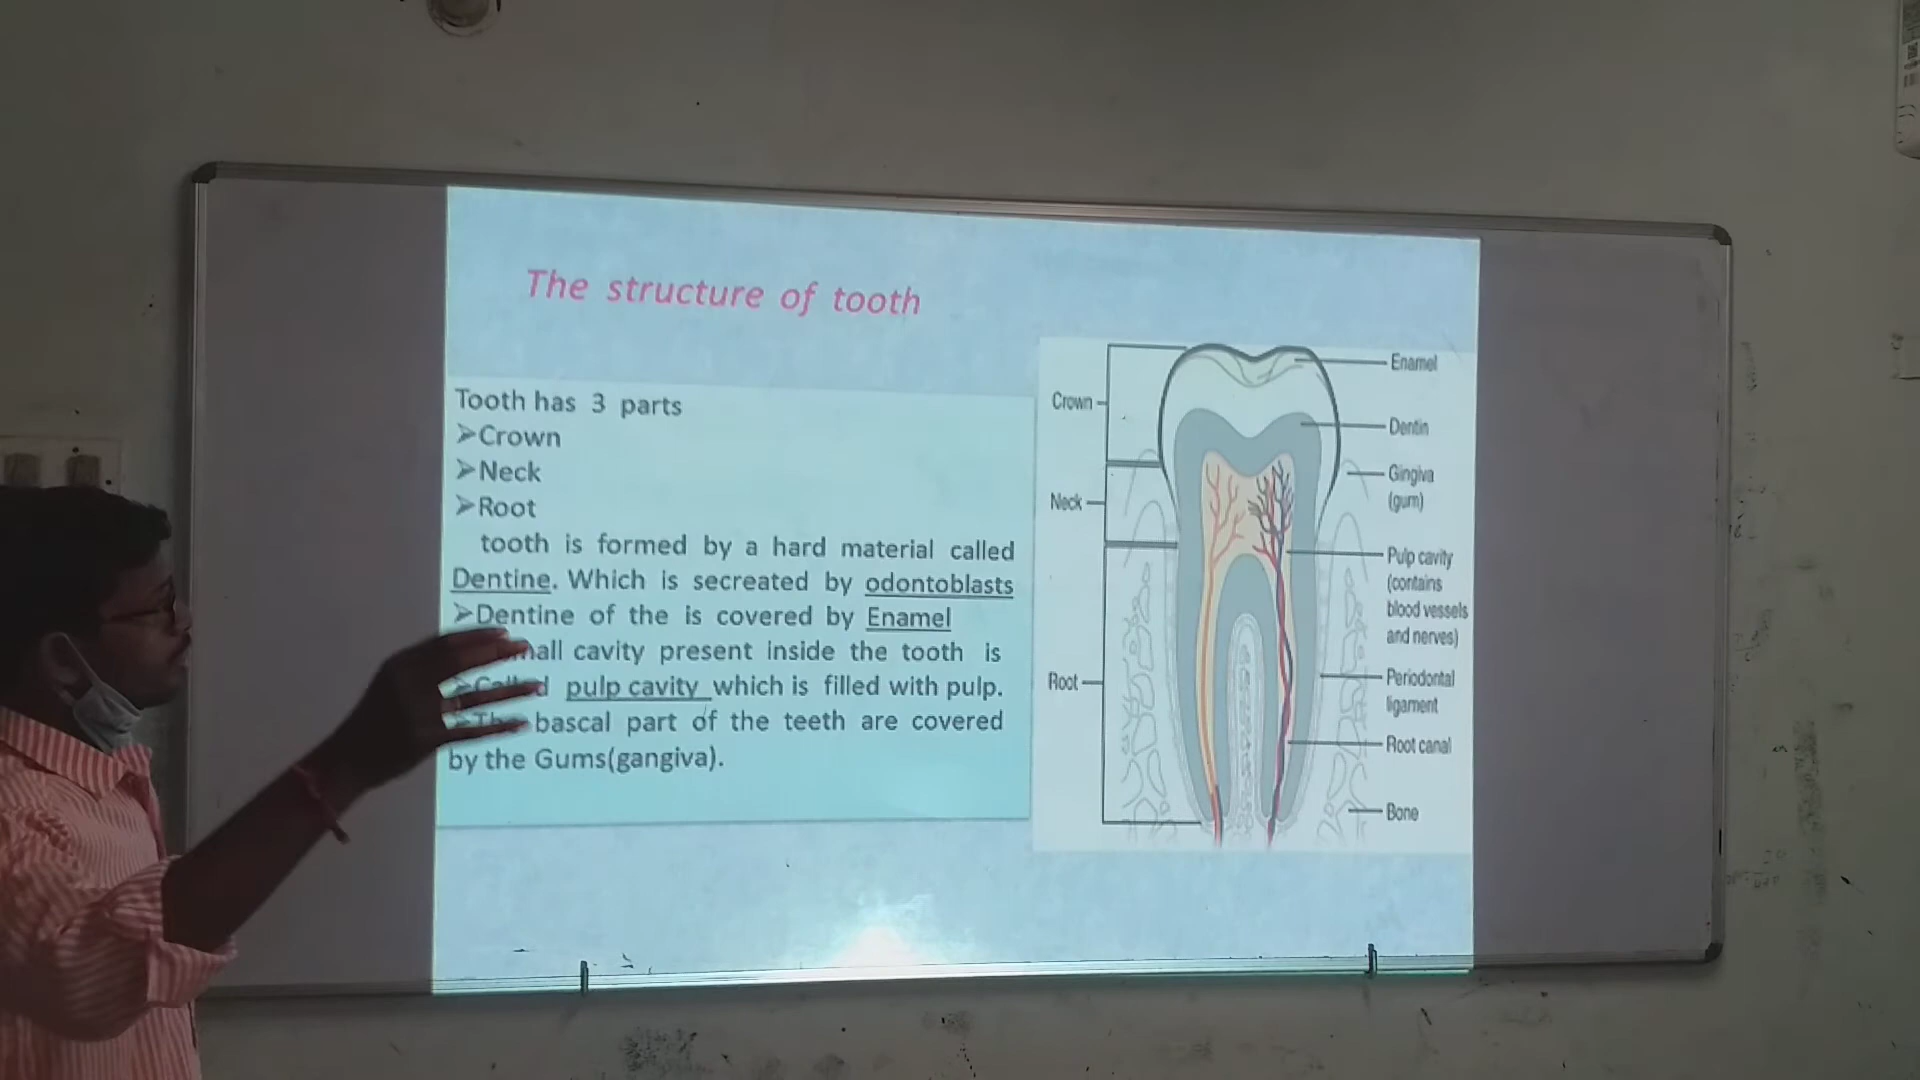 The structure of tooth
Tooth has 3 parts
➢Crown
➢Neck
➢Root
tooth is formed by a hard material called
Dentine. Which is secreated by odontoblasts
➢Dentine of the is covered by Enamel
cavity present inside the tooth is
➢Called pulp cavity which is filled with pulp.
➢The bascal part of the teeth are covered
by the Gums(gangiva).
Crown
Neck
Root
Enamel
Dentin
Gingiva
(gum)
Pulp cavity
(contains
blood vessels
and nerves)
Periodontal
ligament
Root canal
Bone